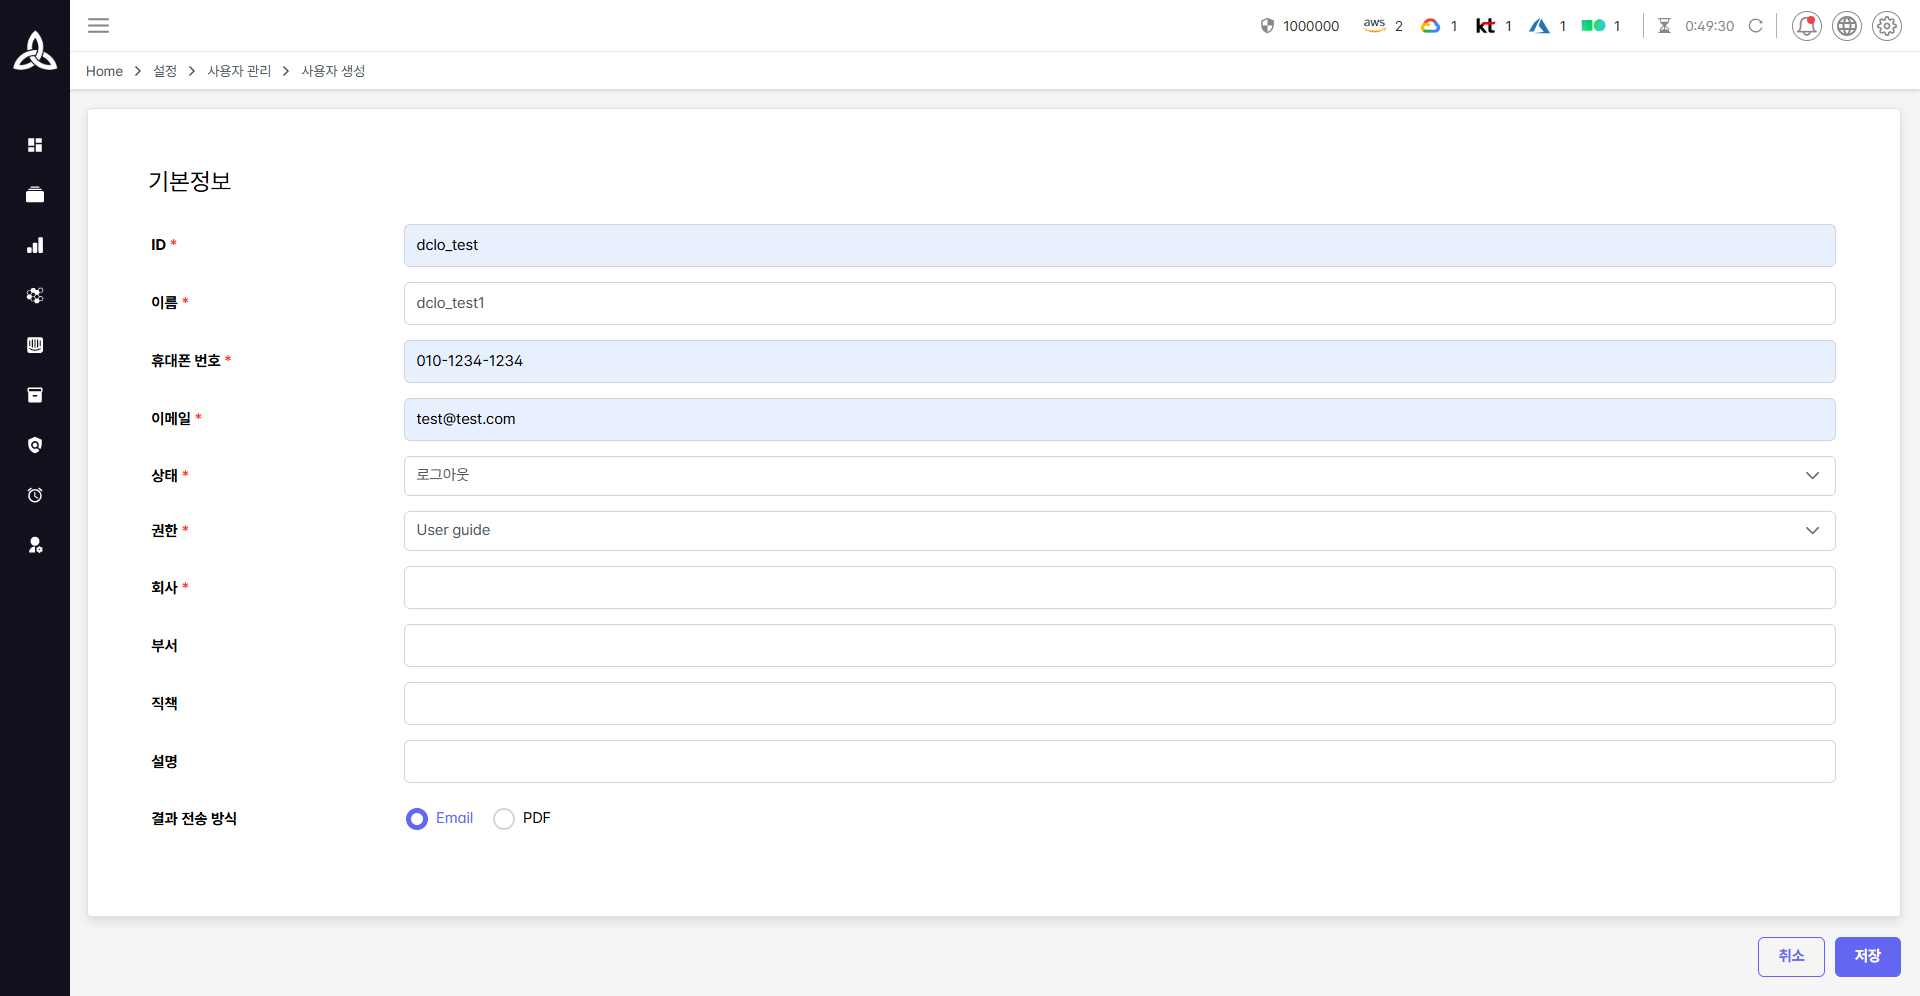 1000000 aws 2 1 kt 1 1 1 0:49:30
Home > 설정 > 사용자 관리 > 사용자 생성
기본정보
ID * dclo_test
이름 * dclo_test1
휴대폰 번호 * 010-1234-1234
이메일 * test@test.com
상태 * 로그아웃
권한 * User guide
회사 *
부서
직책
설명
결과 전송 방식 Email PDF
취소 저장